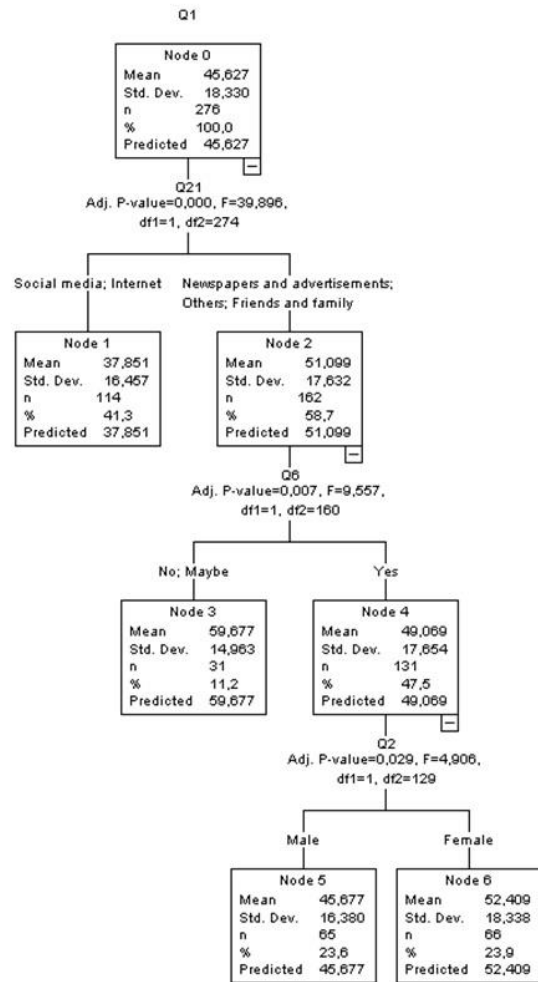 Q1
Node 0
Mean 45,627
Std. Dev. 18,330
n 276
% 100,0
Predicted 45,627
Q21
Adj. P-value=0,000, F=39,896,
df1=1, df2=274
Social media; Internet
Newspapers and advertisements;
Others; Friends and family
Node 1
Mean 37,851
Std. Dev. 16,457
n 114
% 41,3
Predicted 37,851
Node 2
Mean 51,099
Std. Dev. 17,632
n 162
% 58,7
Predicted 51,099
Q6
Adj. P-value=0,007, F=9,557,
df1=1, df2=160
No; Maybe
Yes
Node 3
Mean 59,677
Std. Dev. 14,963
n 31
% 11,2
Predicted 59,677
Node 4
Mean 49,069
Std. Dev. 17,654
n 131
% 47,5
Predicted 49,069
Q2
Adj. P-value=0,029, F=4,906,
df1=1, df2=129
Male
Female
Node 5
Mean 45,677
Std. Dev. 16,380
n 65
% 23,6
Predicted 45,677
Node 6
Mean 52,409
Std. Dev. 18,338
n 66
% 23,9
Predicted 52,409